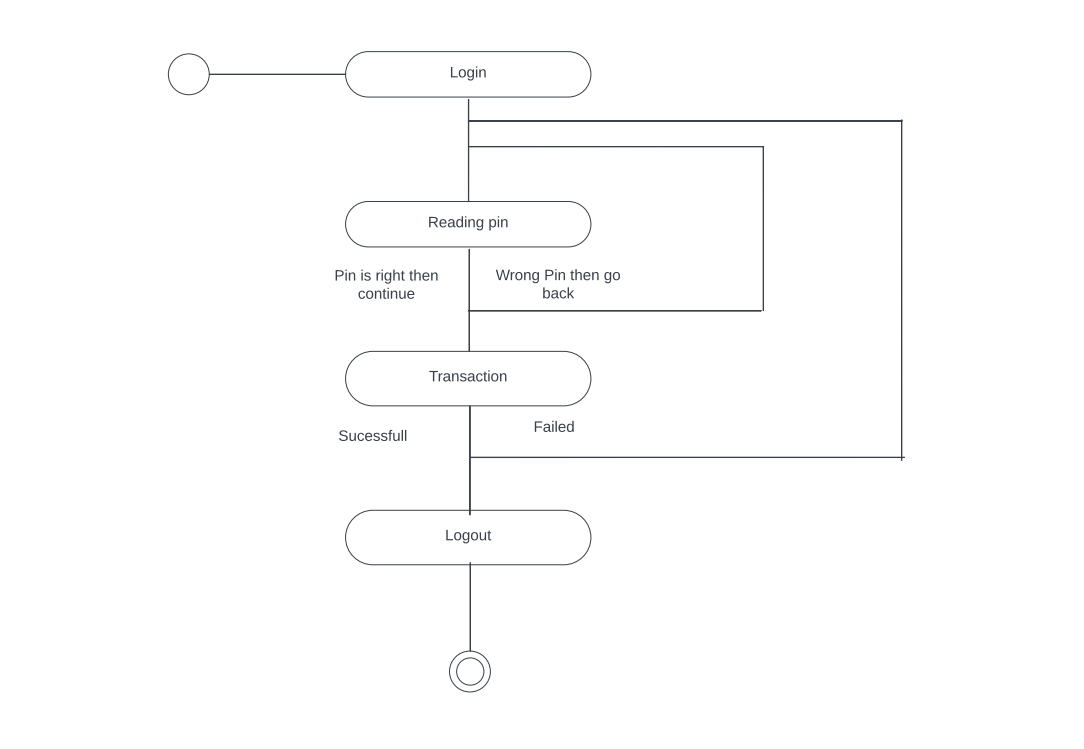 Login
Reading pin
Pin is right then
continue
Wrong Pin then go
back
Transaction
Sucessfull
Failed
Logout